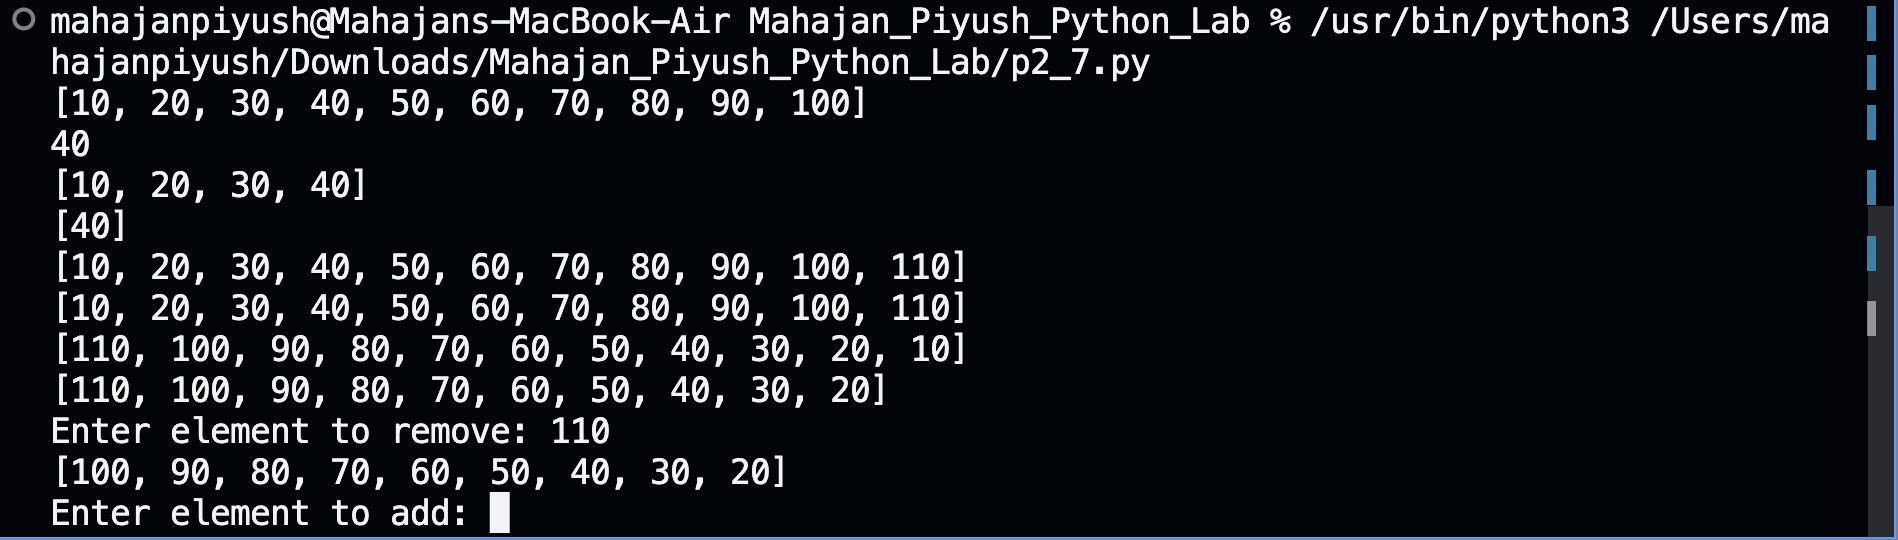 mahajanpiyush@Mahajans-MacBook-Air Mahajan_Piyush_Python_Lab % /usr/bin/python3 /Users/ma
hajanpiyush/Downloads/Mahajan_Piyush_Python_Lab/p2_7.py
[10, 20, 30, 40, 50, 60, 70, 80, 90, 100]
40
[10, 20, 30, 40]
[40]
[10, 20, 30, 40, 50, 60, 70, 80, 90, 100, 110]
[10, 20, 30, 40, 50, 60, 70, 80, 90, 100, 110]
[110, 100, 90, 80, 70, 60, 50, 40, 30, 20, 10]
[110, 100, 90, 80, 70, 60, 50, 40, 30, 20]
Enter element to remove: 110
[100, 90, 80, 70, 60, 50, 40, 30, 20]
Enter element to add: